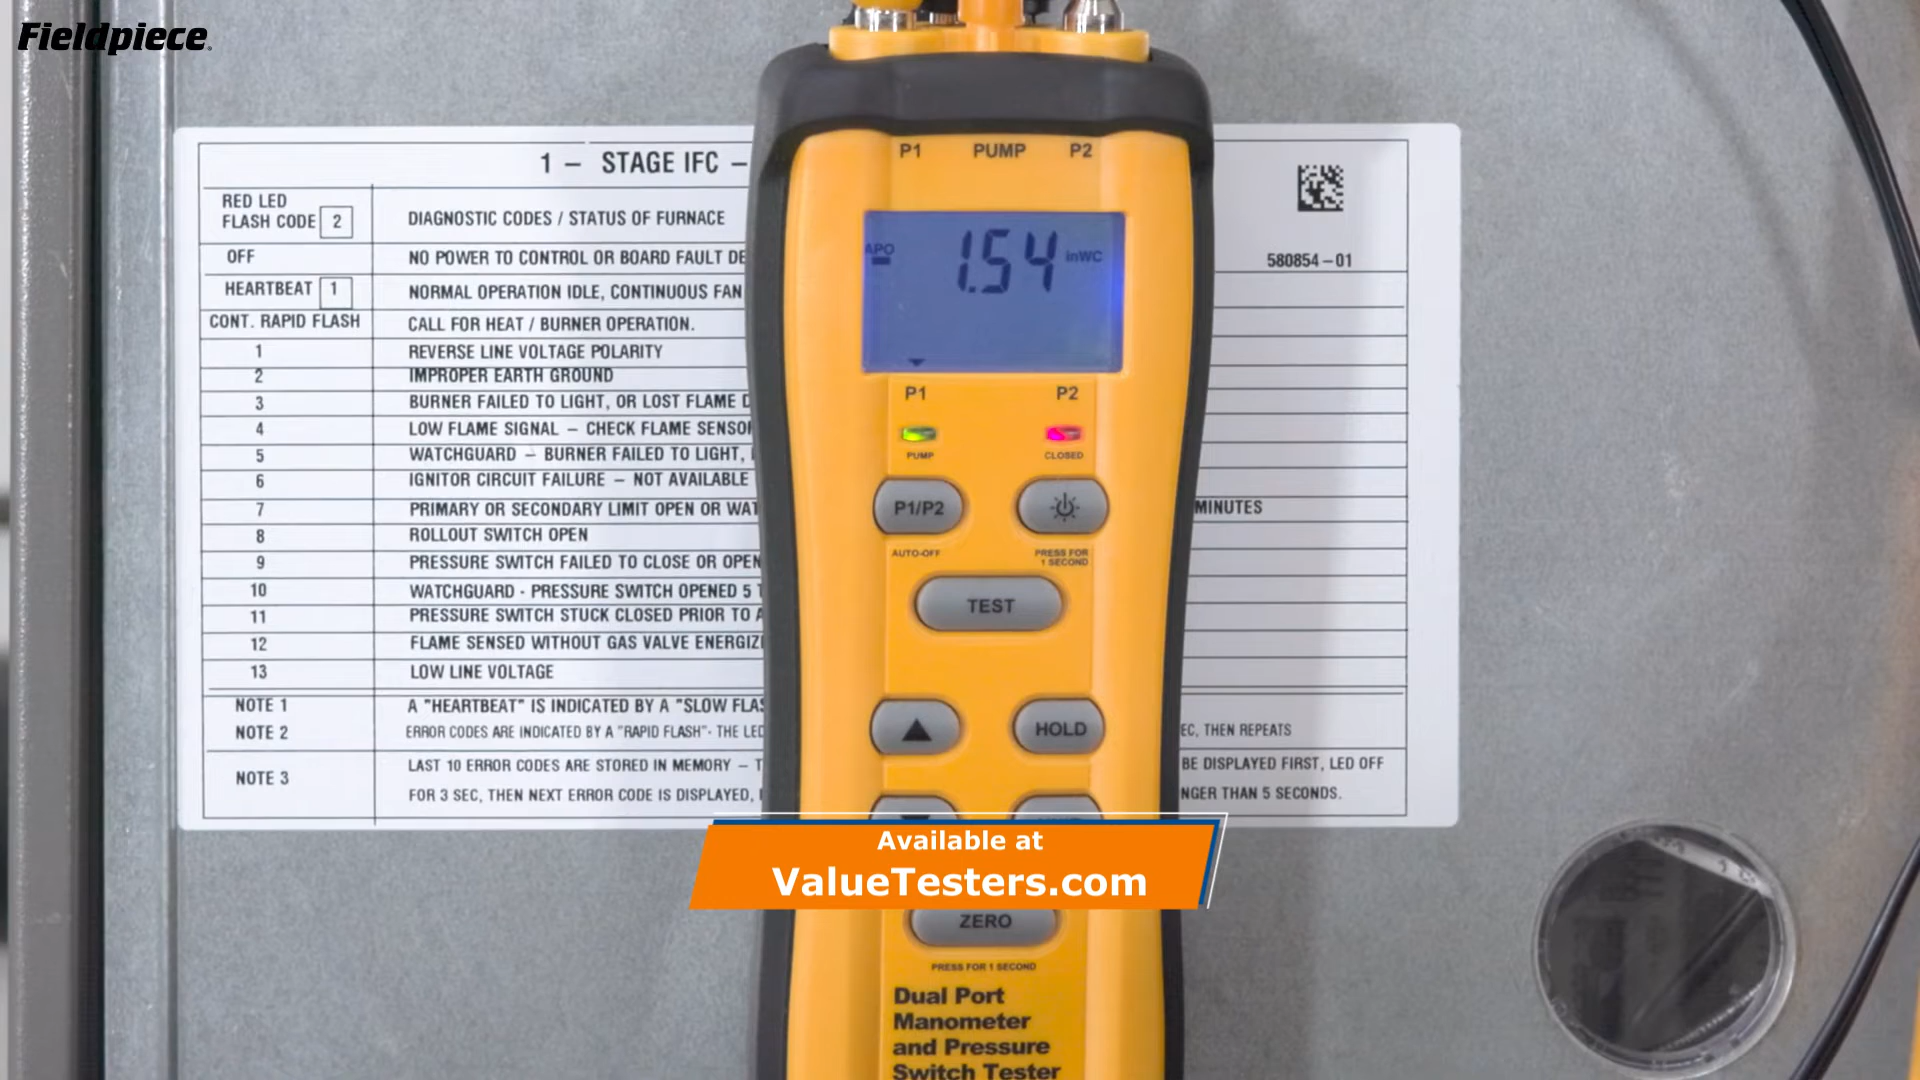 Fieldpiece
P1 PUMP P2
1 – STAGE IFC –
RED LED
FLASH CODE 2
DIAGNOSTIC CODES / STATUS OF FURNACE
OFF NO POWER TO CONTROL OR BOARD FAULT DE
HEARTBEAT 1 NORMAL OPERATION IDLE, CONTINUOUS FAN
CONT. RAPID FLASH CALL FOR HEAT / BURNER OPERATION.
1 REVERSE LINE VOLTAGE POLARITY
2 IMPROPER EARTH GROUND
3 BURNER FAILED TO LIGHT, OR LOST FLAME D
4 LOW FLAME SIGNAL – CHECK FLAME SENSOR
5 WATCHGUARD – BURNER FAILED TO LIGHT,
6 IGNITOR CIRCUIT FAILURE – NOT AVAILABLE
7 PRIMARY OR SECONDARY LIMIT OPEN OR WAT
MINUTES
8 ROLLOUT SWITCH OPEN
9 PRESSURE SWITCH FAILED TO CLOSE OR OPEN
10 WATCHGUARD - PRESSURE SWITCH OPENED 5 T
11 PRESSURE SWITCH STUCK CLOSED PRIOR TO A
12 FLAME SENSED WITHOUT GAS VALVE ENERGIZ
13 LOW LINE VOLTAGE
NOTE 1 A "HEARTBEAT" IS INDICATED BY A "SLOW FLAS
NOTE 2 ERROR CODES ARE INDICATED BY A "RAPID FLASH"- THE LED
EC, THEN REPEATS
NOTE 3 LAST 10 ERROR CODES ARE STORED IN MEMORY – T
BE DISPLAYED FIRST, LED OFF
FOR 3 SEC, THEN NEXT ERROR CODE IS DISPLAYED,
NGER THAN 5 SECONDS.
580854-01
APO 1.54 inWC
P1 P2
PUMP CLOSED
P1/P2
AUTO-OFF PRESS FOR
1 SECOND
TEST
HOLD
Available at
ValueTesters.com
ZERO
PRESS FOR 1 SECOND
Dual Port
Manometer
and Pressure
Switch Tester